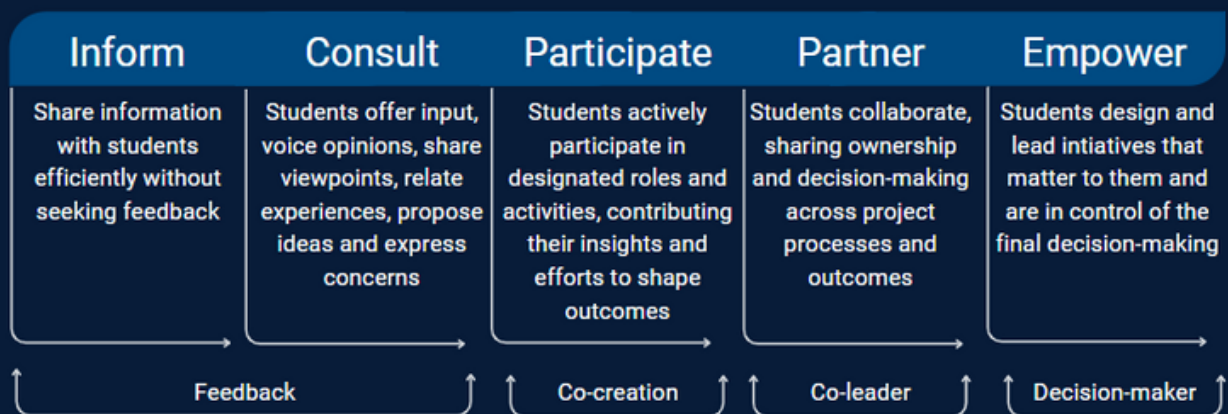 Inform
Share information
with students
efficiently without
seeking feedback
Consult
Students offer input,
voice opinions, share
viewpoints, relate
experiences, propose
ideas and express
concerns
Participate
Students actively
participate in
designated roles and
activities, contributing
their insights and
efforts to shape
outcomes
Partner
Students collaborate,
sharing ownership
and decision-making
across project
processes and
outcomes
Empower
Students design and
lead intiatives that
matter to them and
are in control of the
final decision-making
Feedback
Co-creation
Co-leader
Decision-maker